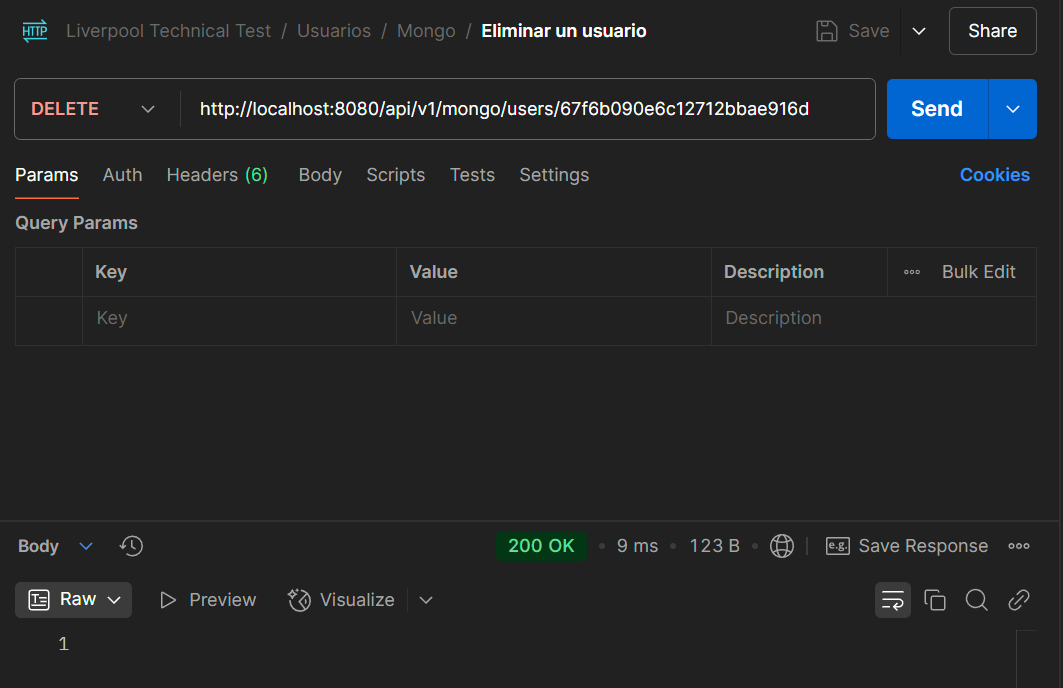 HTTP Liverpool Technical Test / Usuarios / Mongo / Eliminar un usuario Save Share
DELETE http://localhost:8080/api/v1/mongo/users/67f6b090e6c12712bbae916d Send
Params Auth Headers (6) Body Scripts Tests Settings Cookies
Query Params
Key Value Description Bulk Edit
Key Value Description
Body 200 OK • 9 ms • 123 B • e.g. Save Response
Raw Preview Visualize
1